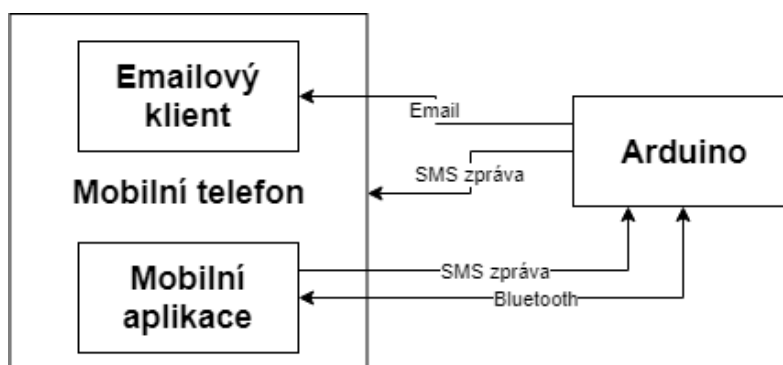 Emailový
klient
Email
Arduino
SMS zpráva
Mobilní telefon
Mobilní
aplikace
SMS zpráva
Bluetooth